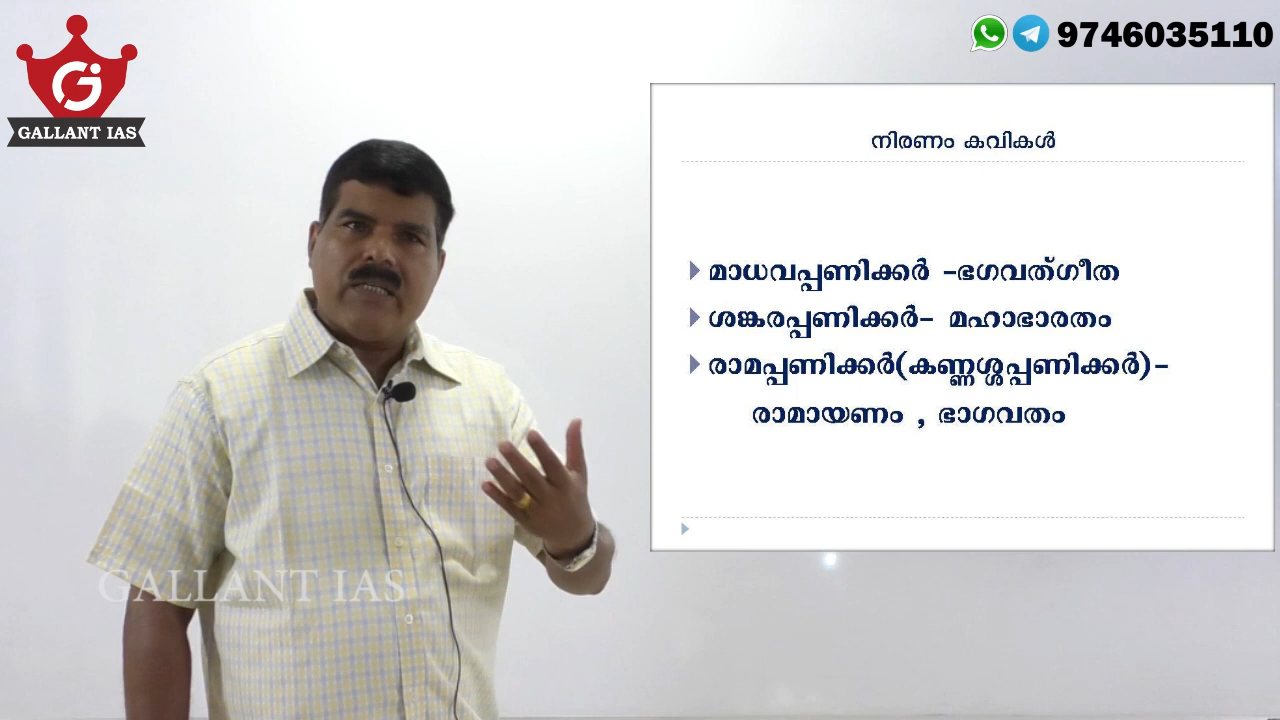 GALLANT IAS
9746035110
നിരണം കവികൾ
മാധവപ്പണിക്കർ -ഭഗവത്ഗീത
ശങ്കരപ്പണിക്കർ- മഹാഭാരതം
രാമപ്പണിക്കർ(കണ്ണശ്ശപ്പണിക്കർ)-
രാമായണം , ഭാഗവതം
GALLANT IAS